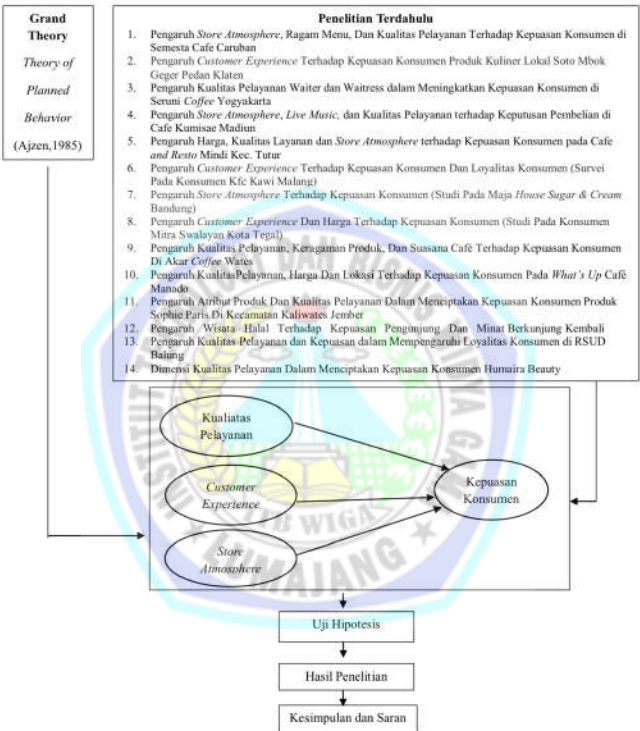 Grand
Theory
Theory of
Planned
Behavior
(Ajzen,1985)
Penelitian Terdahulu
1. Pengaruh Store Atmosphere, Ragam Menu, Dan Kualitas Pelayanan Terhadap Kepuasan Konsumen di
Semesta Cafe Caruban
2. Pengaruh Customer Experience Terhadap Kepuasan Konsumen Produk Kuliner Lokal Soto Mbok
Geger Pedan Klaten
3. Pengaruh Kualitas Pelayanan Waiter dan Waitress dalam Meningkatkan Kepuasan Konsumen di
Seruni Coffee Yogyakarta
4. Pengaruh Store Atmosphere, Live Music, dan Kualitas Pelayanan terhadap Keputusan Pembelian di
Cafe Kumisae Madiun
5. Pengaruh Harga, Kualitas Layanan dan Store Atmosphere terhadap Kepuasan Konsumen pada Cafe
and Resto Mindi Kec. Tutur
6. Pengaruh Customer Experience Terhadap Kepuasan Konsumen Dan Loyalitas Konsumen (Survei
Pada Konsumen Kfc Kawi Malang)
7. Pengaruh Store Atmosphere Terhadap Kepuasan Konsumen (Studi Pada Maja House Sugar & Cream
Bandung)
8. Pengaruh Customer Experience Dan Harga Terhadap Kepuasan Konsumen (Studi Pada Konsumen
Mitra Swalayan Kota Tegal)
9. Pengaruh Kualitas Pelayanan, Keragaman Produk, Dan Suasana Café Terhadap Kepuasan Konsumen
Di Akar Coffee Wates
10. Pengaruh KualitasPelayanan, Harga Dan Lokasi Terhadap Kepuasan Konsumen Pada What's Up Café
Manado
11. Pengaruh Atribut Produk Dan Kualitas Pelayanan Dalam Menciptakan Kepuasan Konsumen Produk
Sophie Paris Di Kecamatan Kaliwates Jember
12. Pengaruh Wisata Halal Terhadap Kepuasan Pengunjung Dan Minat Berkunjung Kembali
13. Pengaruh Kualitas Pelayanan dan Kepuasan dalam Mempengaruhi Loyalitas Konsumen di RSUD
Balung
14. Dimensi Kualitas Pelayanan Dalam Menciptakan Kepuasan Konsumen Humaira Beauty
Kualiatas
Pelayanan
Customer
Experience
Store
Atmosphere
Kepuasan
Konsumen
ITB WIGA
LUMAJANG
Uji Hipotesis
Hasil Penelitian
Kesimpulan dan Saran